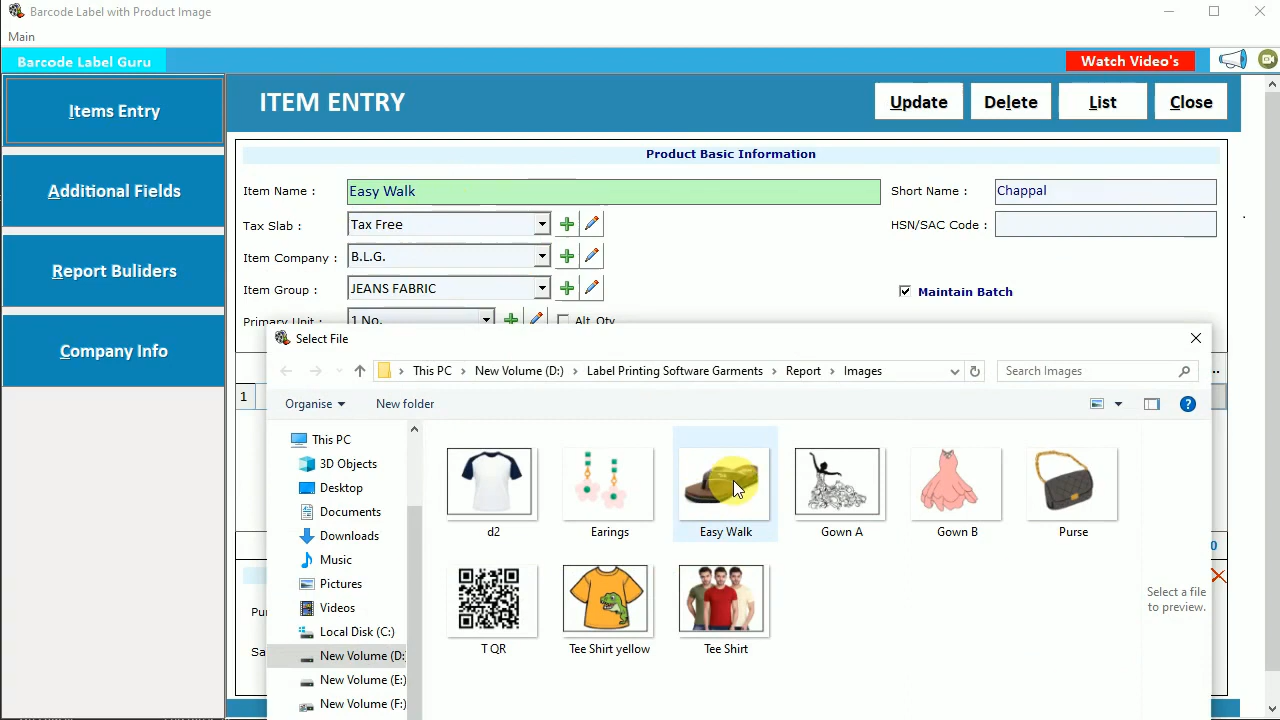 Barcode Label with Product Image
Main
Barcode Label Guru
Watch Video's
Items Entry
Additional Fields
Report Buliders
Company Info
ITEM ENTRY
Update
Delete
List
Close
Product Basic Information
Item Name :
Easy Walk
Short Name :
Chappal
Tax Slab :
Tax Free
HSN/SAC Code :
Item Company :
B.L.G.
Item Group :
JEANS FABRIC
Maintain Batch
Primary Unit :
1 No.
Alt. Qty
1
Select File
This PC > New Volume (D:) > Label Printing Software Garments > Report > Images
Search Images
Organise
New folder
This PC
3D Objects
Desktop
Documents
Downloads
Music
Pictures
Videos
Local Disk (C:)
New Volume (D:
New Volume (E:)
New Volume (F:)
d2
Earings
Easy Walk
Gown A
Gown B
Purse
T QR
Tee Shirt yellow
Tee Shirt
Select a file
to preview.
0
Pu
Sa